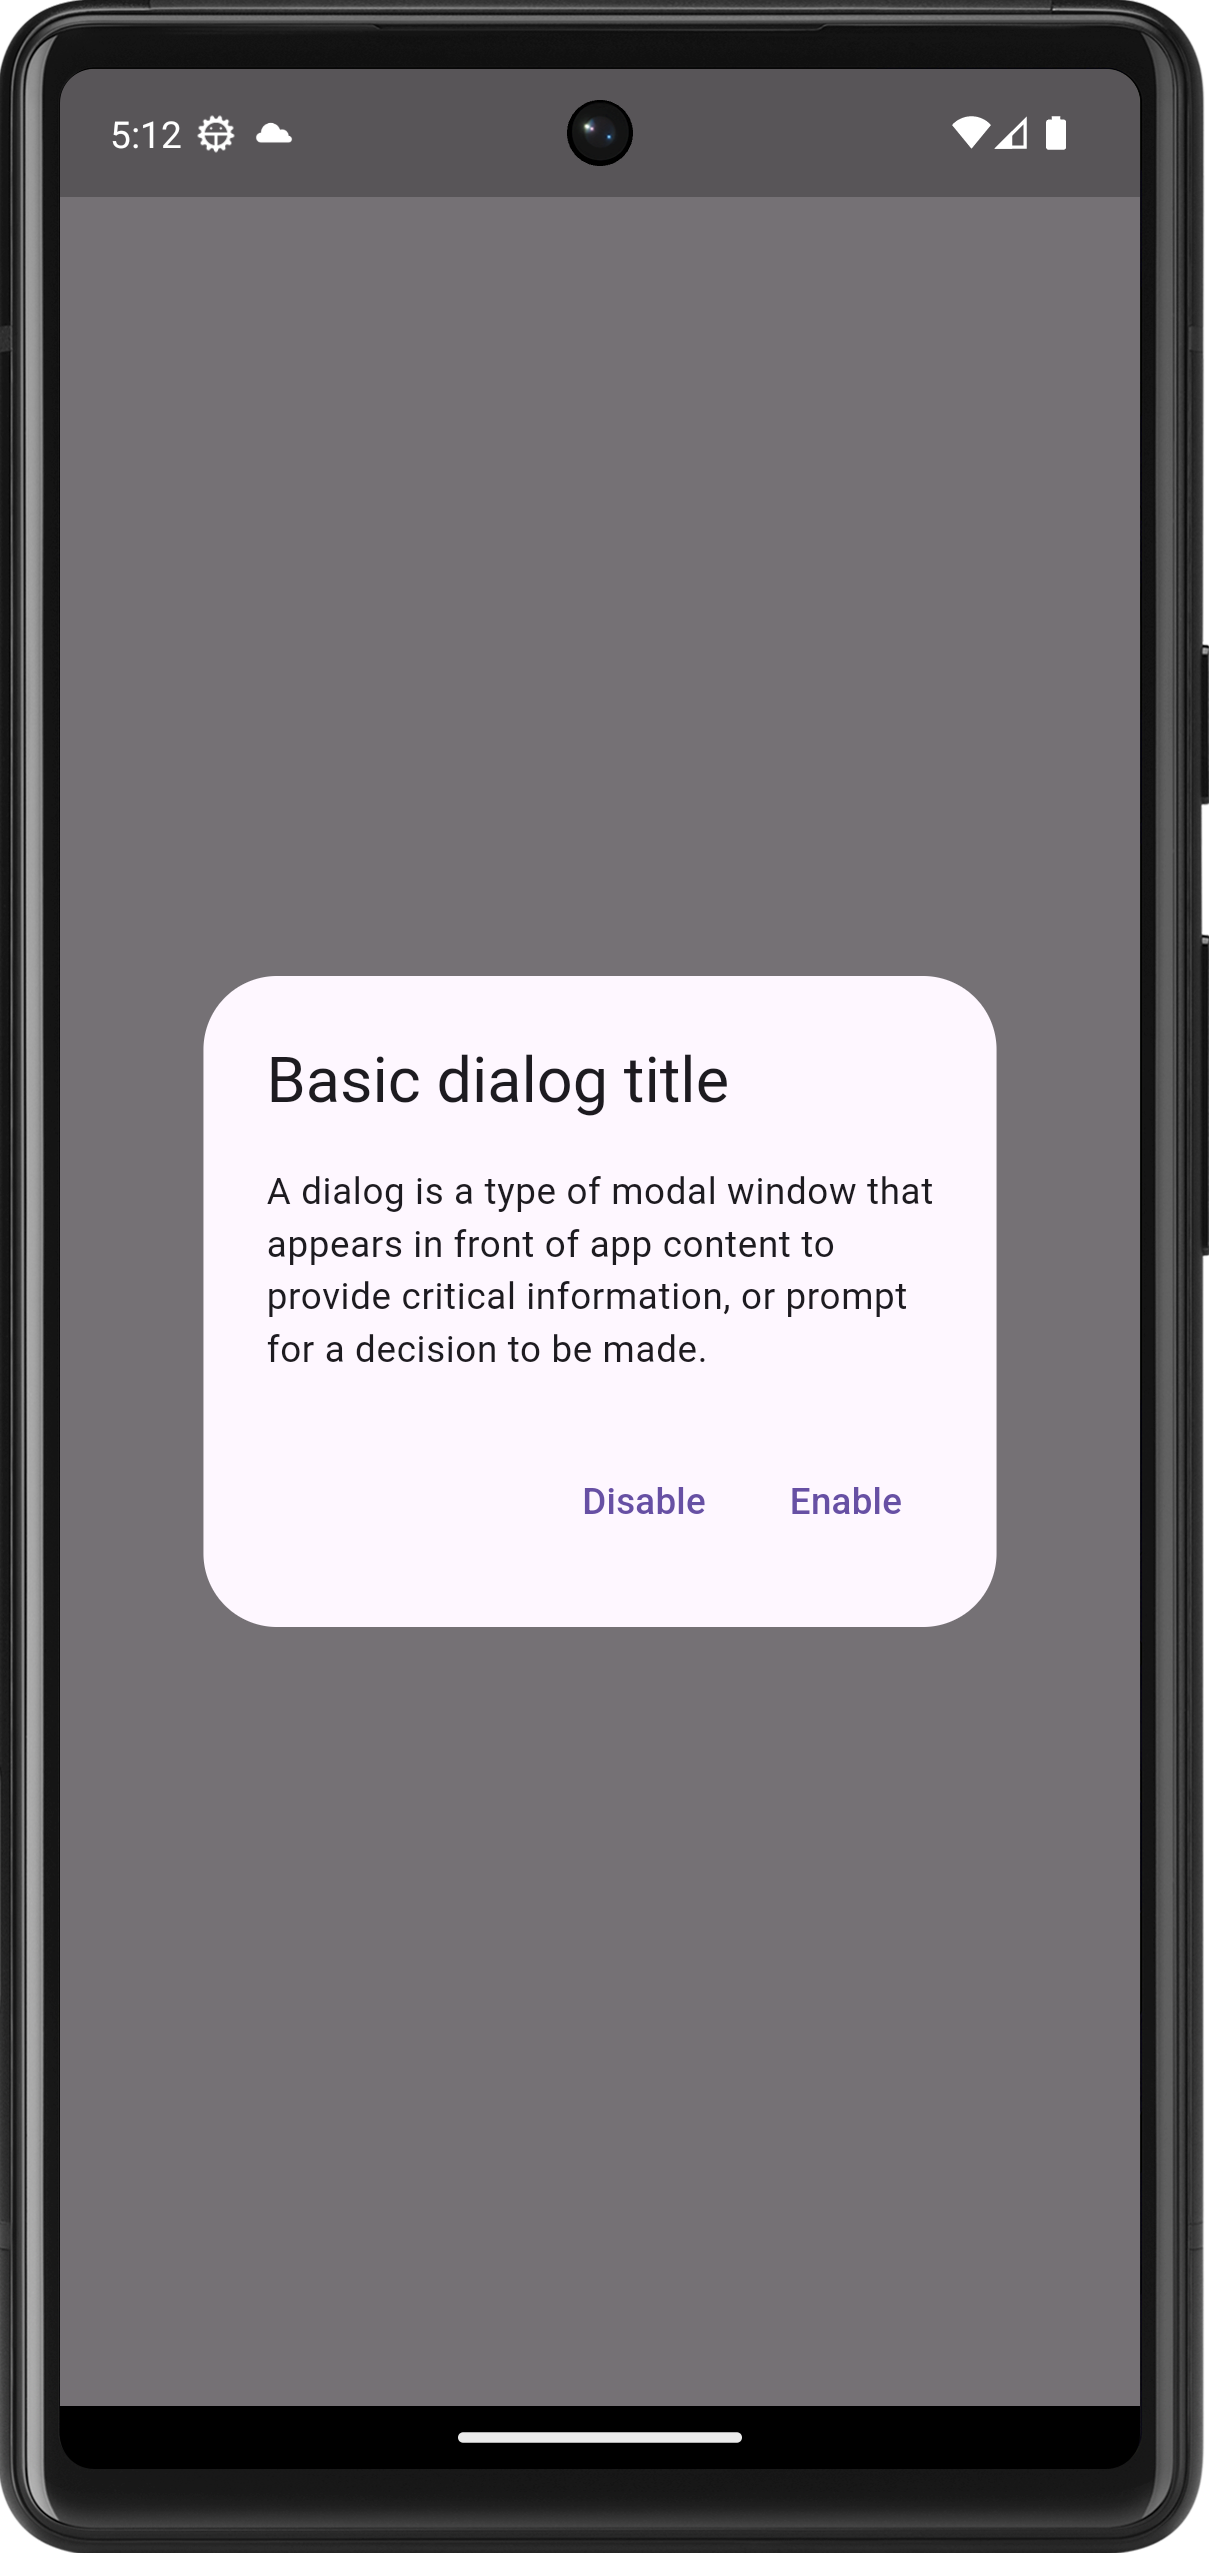 5:12
Basic dialog title
A dialog is a type of modal window that
appears in front of app content to
provide critical information, or prompt
for a decision to be made.
Disable Enable